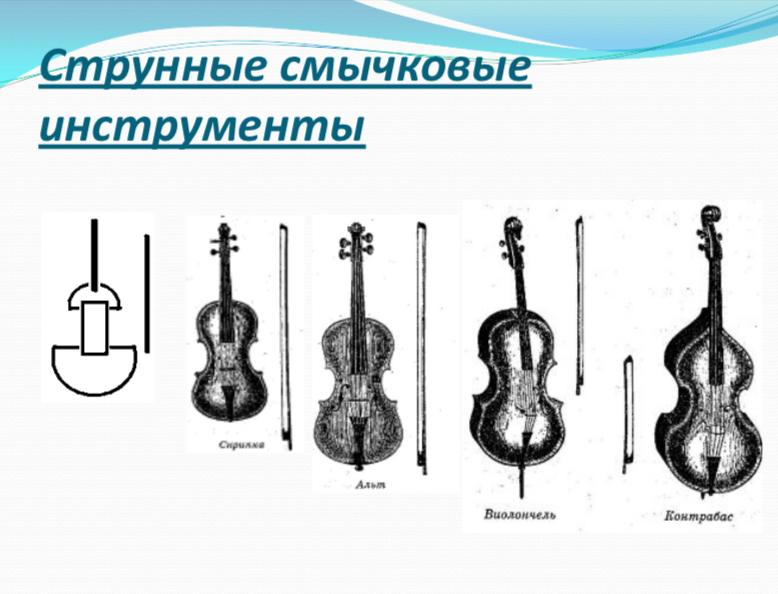 Струнные смычковые
инструменты
Скрипка
Альт
Виолончель
Контрабас